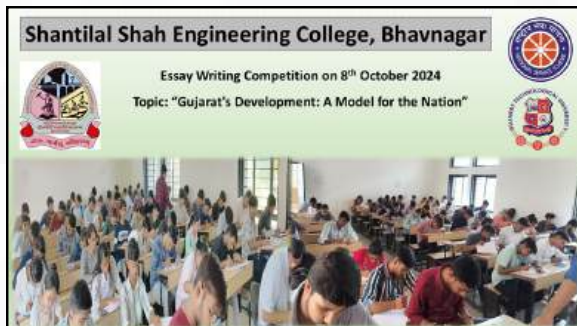 Shantilal Shah Engineering College, Bhavnagar
Essay Writing Competition on 8th October 2024
Topic: “Gujarat's Development: A Model for the Nation”